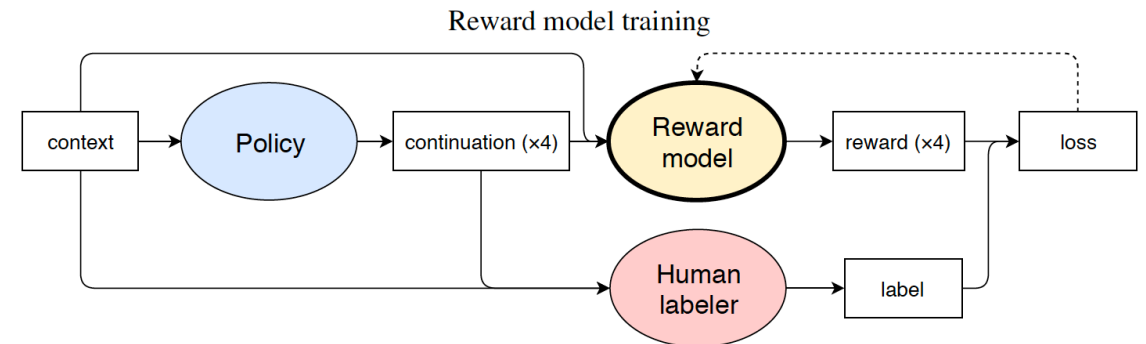 Reward model training
context
Policy
continuation (×4)
Reward
model
reward (×4)
loss
Human
labeler
label